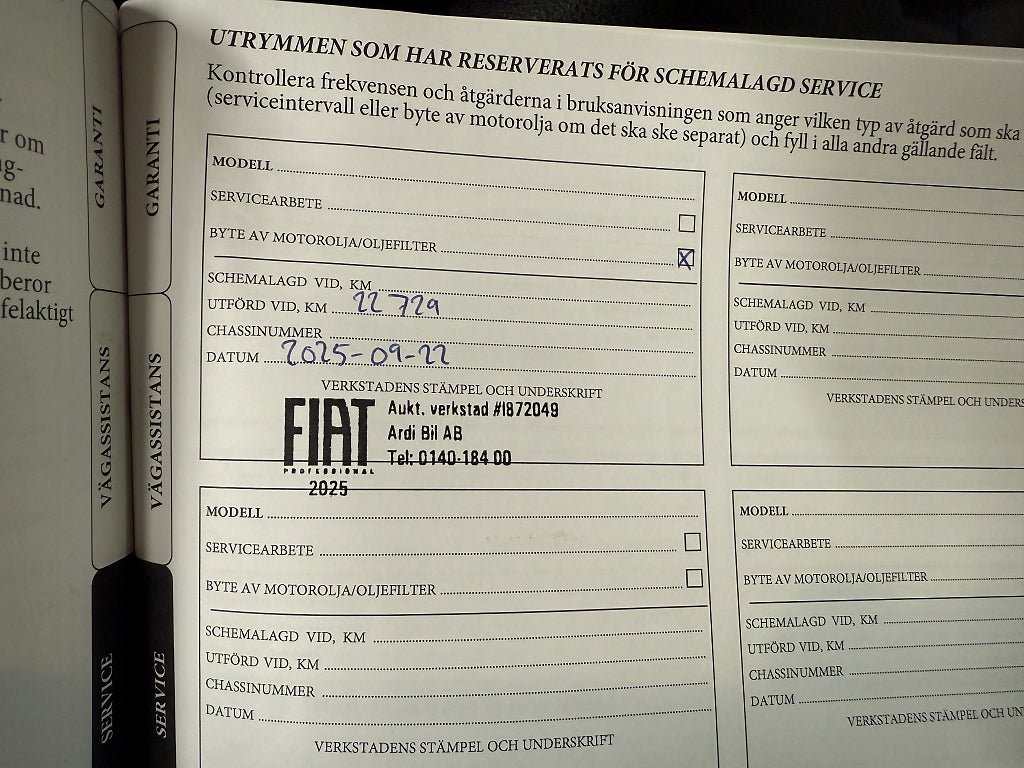 r om
ng-
nad.
inte
beror
felaktigt
GARANTI
VÄGASSISTANS
SERVICE
GARANTI
VÄGASSISTANS
SERVICE
UTRYMMEN SOM HAR RESERVERATS FÖR SCHEMALAGD SERVICE
Kontrollera frekvensen och åtgärderna i bruksanvisningen som anger vilken typ av åtgärd som ska
(serviceintervall eller byte av motorolja om det ska ske separat) och fyll i alla andra gällande fält.
MODELL
SERVICEARBETE
BYTE AV MOTOROLJA/OLJEFILTER X
SCHEMALAGD VID, KM
UTFÖRD VID, KM 22 729
CHASSINUMMER
DATUM 2025-09-22
VERKSTADENS STÄMPEL OCH UNDERSKRIFT
FIAT
PROFESSIONAL
2025
Aukt. verkstad #1872049
Ardi Bil AB
Tel: 0140-184 00
MODELL
SERVICEARBETE
BYTE AV MOTOROLJA/OLJEFILTER
SCHEMALAGD VID, KM
UTFÖRD VID, KM
CHASSINUMMER
DATUM
VERKSTADENS STÄMPEL OCH UNDERS
MODELL
SERVICEARBETE
BYTE AV MOTOROLJA/OLJEFILTER
SCHEMALAGD VID, KM
UTFÖRD VID, KM
CHASSINUMMER
DATUM
VERKSTADENS STÄMPEL OCH UNDERSKRIFT
MODELL
SERVICEARBETE
BYTE AV MOTOROLJA/OLJEFILTER
SCHEMALAGD VID, KM
UTFÖRD VID, KM
CHASSINUMMER
DATUM
VERKSTADENS STÄMPEL OCH UN